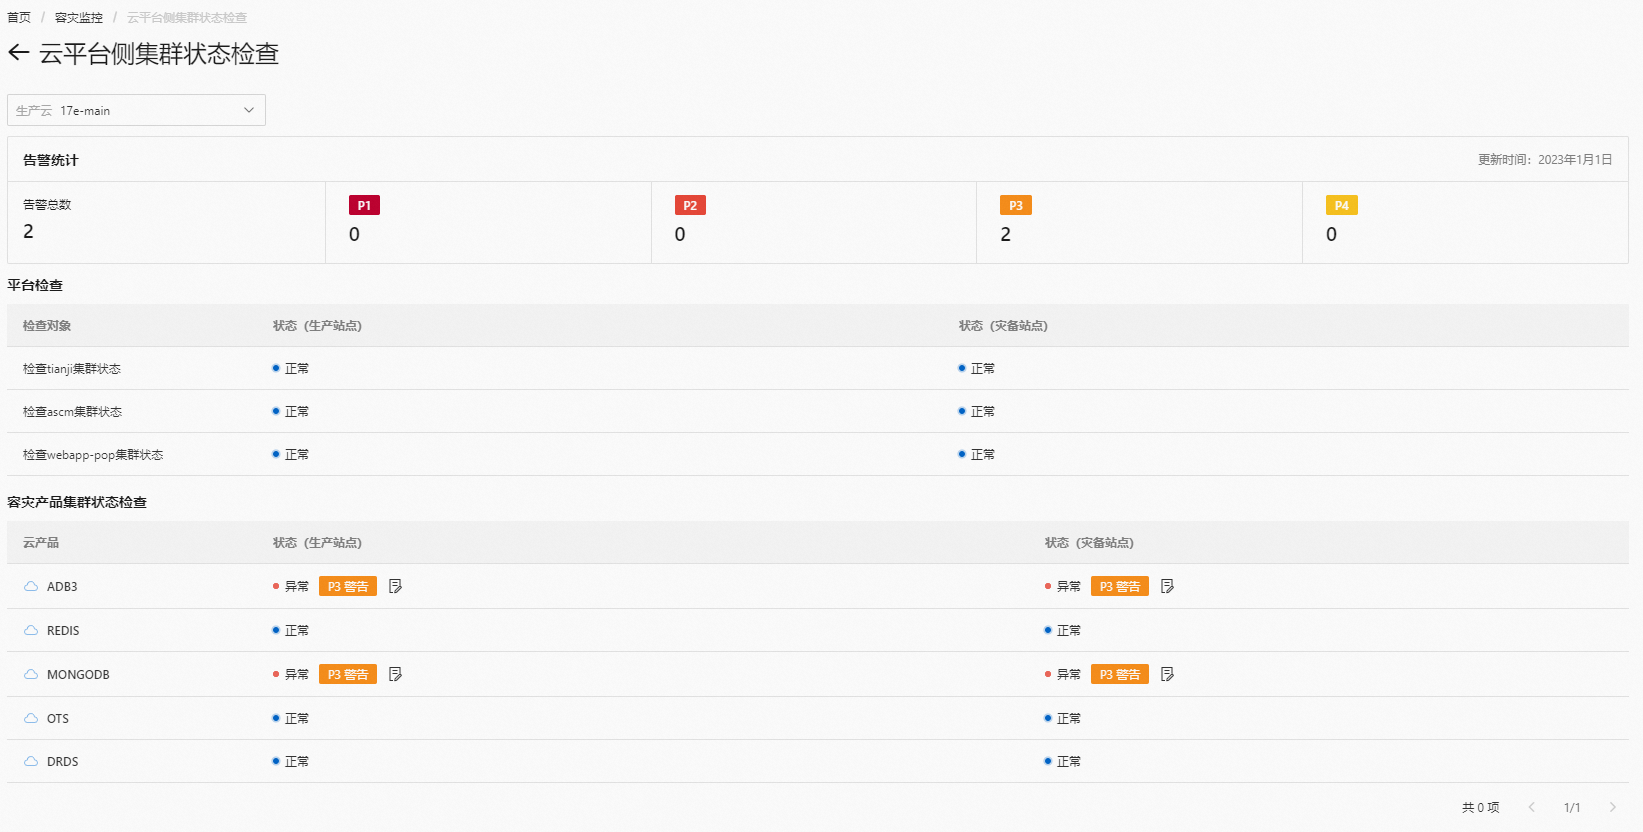 首页 / 容灾监控 / 云平台侧集群状态检查
云平台侧集群状态检查
生产云 17e-main
告警统计 更新时间：2023年1月1日
告警总数 P1 P2 P3 P4
2 0 0 2 0
平台检查
检查对象 状态（生产站点） 状态（灾备站点）
检查tianji集群状态 正常 正常
检查ascm集群状态 正常 正常
检查webapp-pop集群状态 正常 正常
容灾产品集群状态检查
云产品 状态（生产站点） 状态（灾备站点）
ADB3 异常 P3 警告 异常 P3 警告
REDIS 正常 正常
MONGODB 异常 P3 警告 异常 P3 警告
OTS 正常 正常
DRDS 正常 正常
共 0 项 1/1